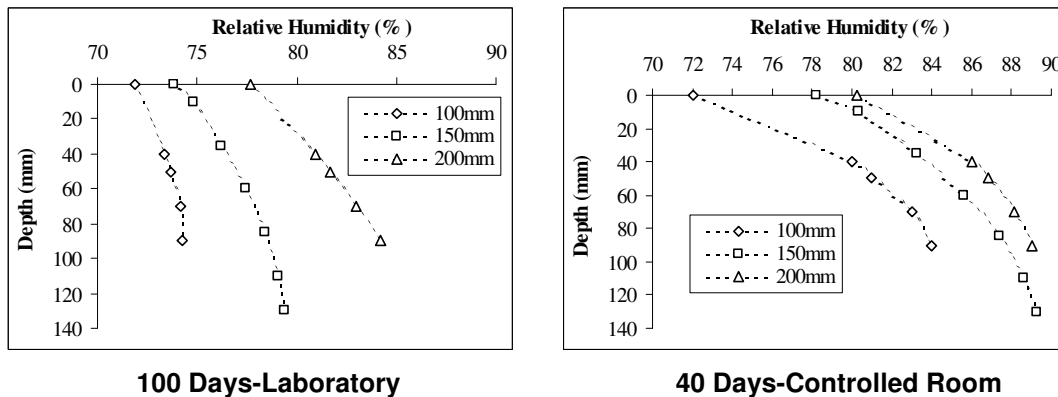 Relative Humidity (% )
70 75 80 85 90
0
20
40
60
80
100
120
140
Depth (mm)
100mm
150mm
200mm
100 Days-Laboratory
Relative Humidity (% )
70 72 74 76 78 80 82 84 86 88 90
0
20
40
60
80
100
120
140
Depth (mm)
100mm
150mm
200mm
40 Days-Controlled Room